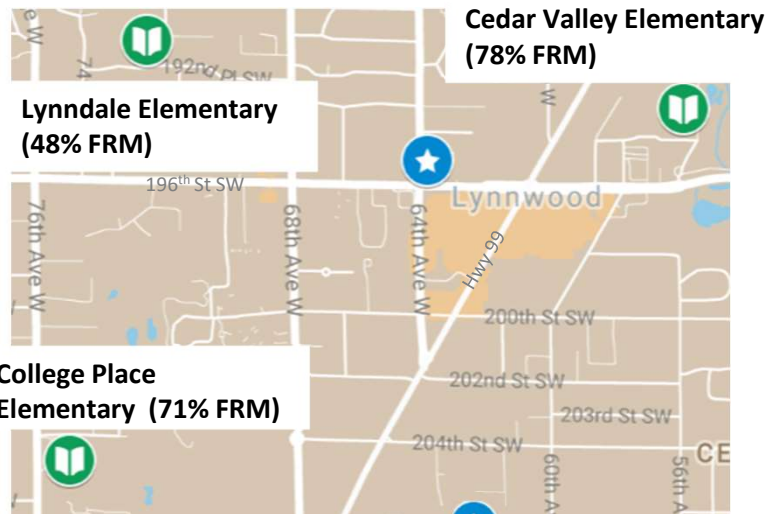 Cedar Valley Elementary
(78% FRM)
e W
74
192nd Pl SW
W
Lynndale Elementary
(48% FRM)
196th St SW
Lynnwood
76th Ave W
68th Ave W
64th Ave W
Hwy 99
200th St SW
College Place
Elementary (71% FRM)
202nd St SW
203rd St SW
204th St SW
CE
60th A
56th A